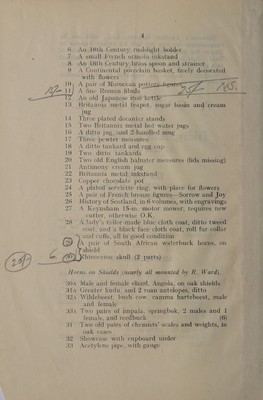 6 An 18th Century rushlight holder
7 A small French ormolu inkstand
8 An 18th Century brass spoon and strainer
9 A Continental porcelain basket, finely decorated
with flowers
10 A pair of Moroccan pottery figures
11 A fine Roman fibula
12 An old Japanese iron kettle
13 Britannia metal teapot, sugar basin and cream
jug
14 Three plated decanter stands
15 Two Britannia metal hot water jugs
16 A ditto jug, and 2-handled mug
17 Three pewter measures
18 A ditto tankard and egg cup
19 Two ditto tankards
20 Two old English baluster measures (lids missing)
21 Antimony cream jug
22 Britannia metal inkstand
23 Copper chocolate pot
24 A plated serviette ring, with place for flowers
25 A pair of French bronze figures—Sorrow and Joy
26 History of Scotland, in 6 volumes, with engravings
27 A Keynsham 15-in. motor mower, requires new
cutter, otherwise O.K.
28 A lady's tailor-made blue cloth coat, ditto tweed
coat, and a black face cloth coat, roll fur collar
and cuffs, all in good condition
A pair of South African waterbuck horns, on
shield
Rhinoceros skull (2 parts)
Horns on Shields (nearly all mounted by R. Ward).
30A Male and female eland, Angola, on oak shields
31A Greater kudu, and 2 roan antelopes, ditto
32A Wildebeest, bush cow, camma hartebeest, male
and female
33A Two pairs of impala, springbok, 2 males and 1
female, and reedbuck (6)
31 Two old pairs of chemists' scales and weights, in
oak cases
32 Showcase with cupboard under
33 Acetylene pipe, with gauge